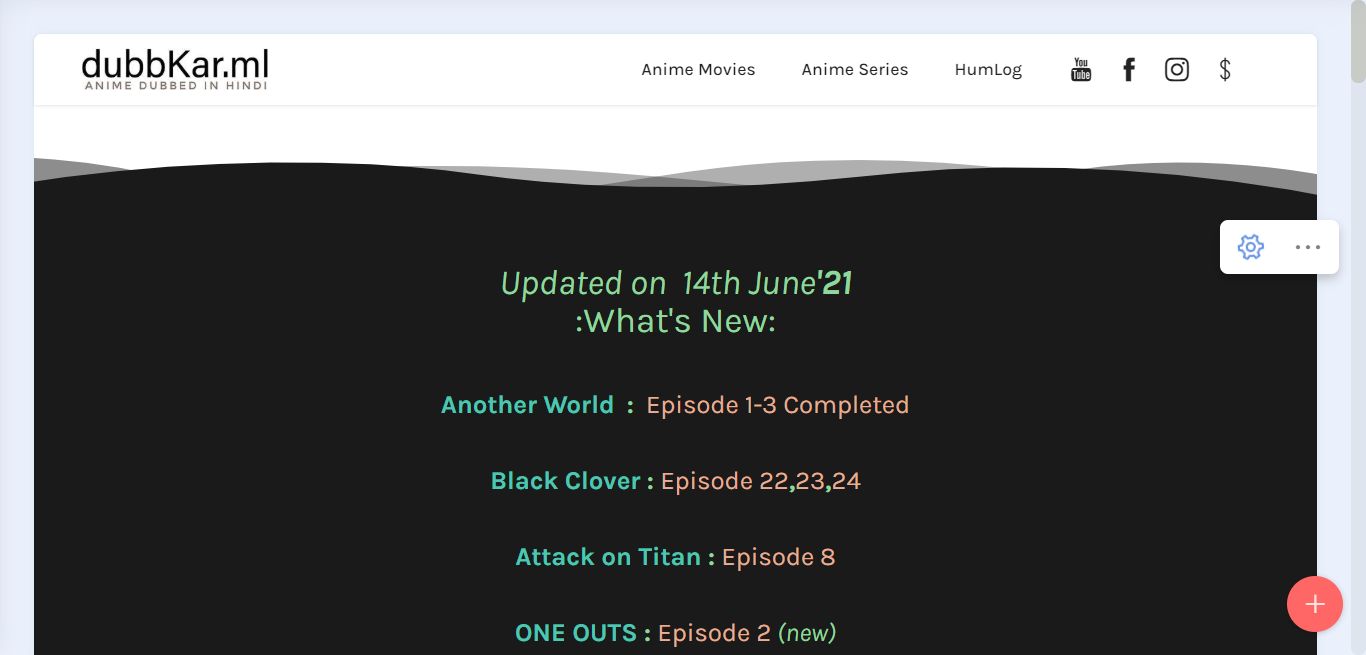 dubbKar.ml
ANIME DUBBED IN HINDI
Anime Movies Anime Series HumLog You Tube f $
Updated on 14th June'21
:What's New:
Another World : Episode 1-3 Completed
Black Clover : Episode 22,23,24
Attack on Titan : Episode 8
ONE OUTS : Episode 2 (new)